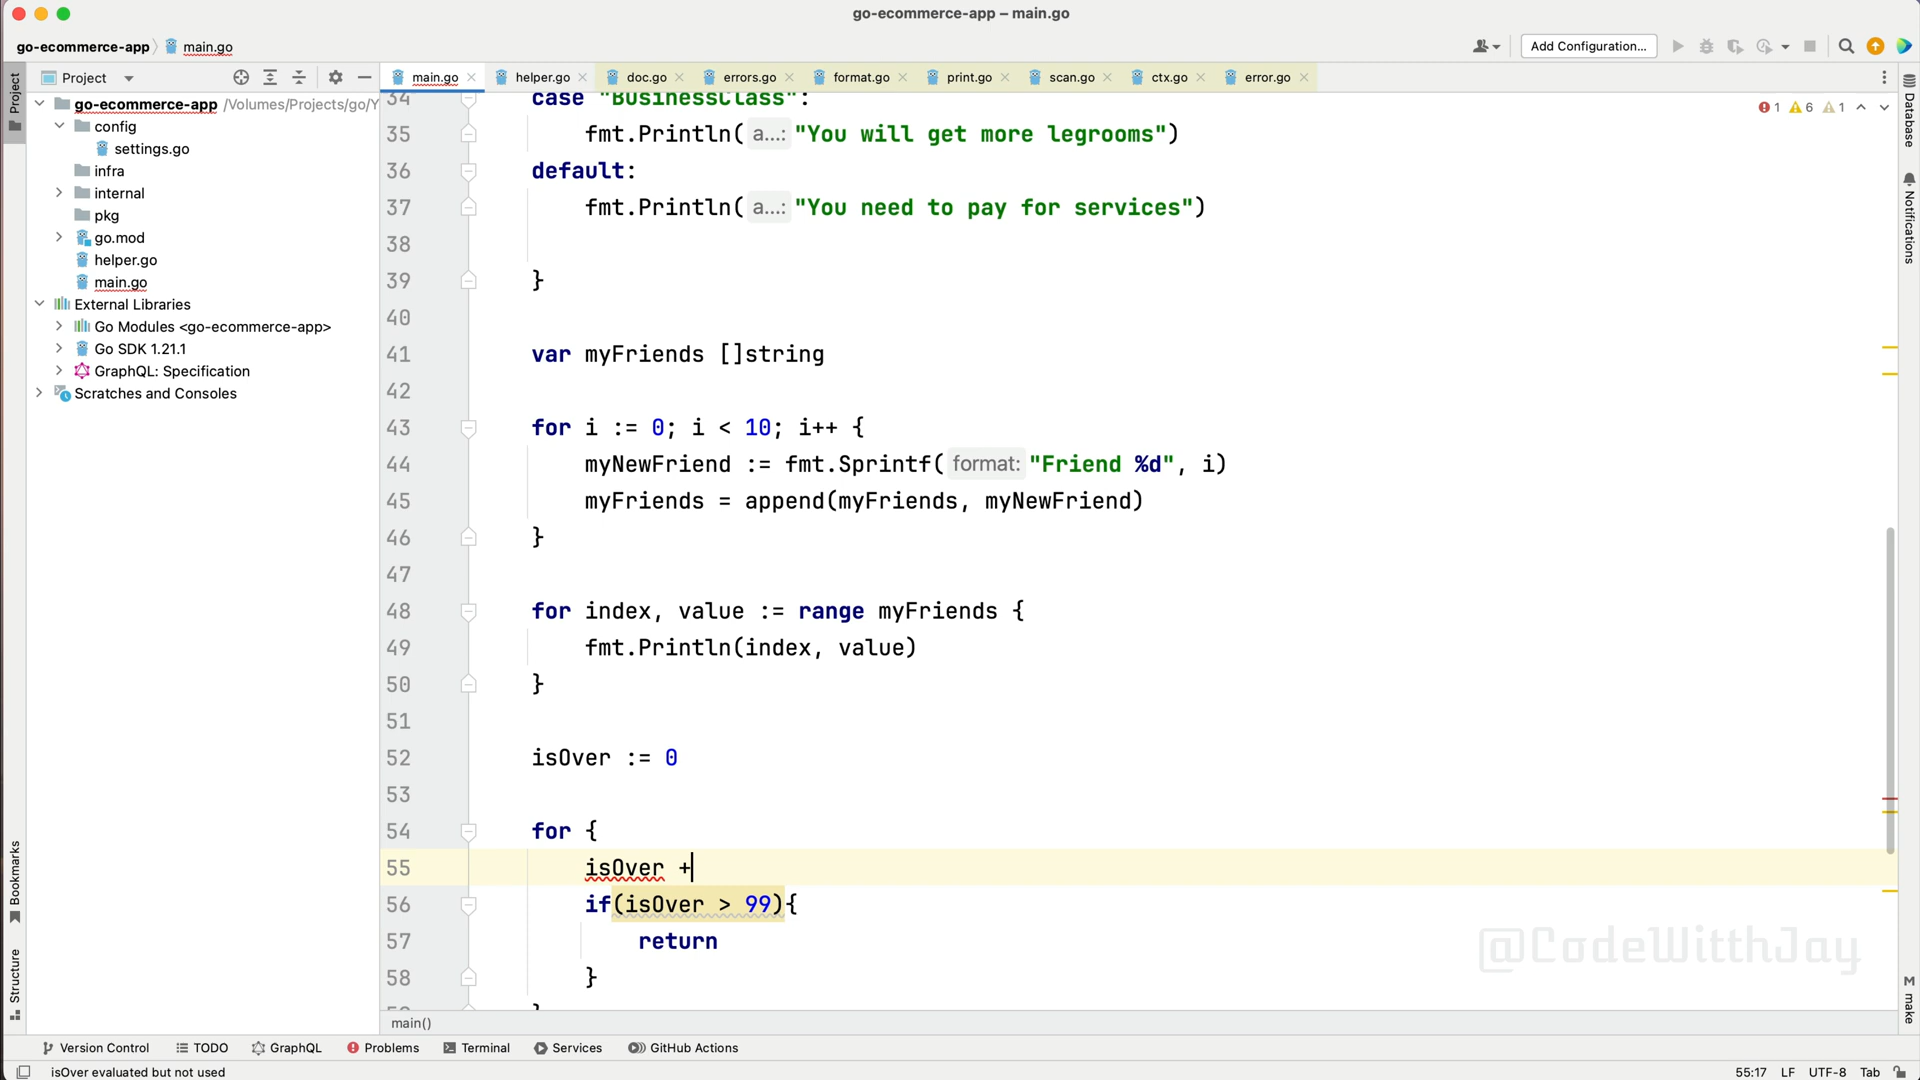 go-ecommerce-app – main.go
go-ecommerce-app
main.go
Add Configuration...
Project
Project
main.go
helper.go
doc.go
errors.go
format.go
print.go
scan.go
ctx.go
error.go
go-ecommerce-app /Volumes/Projects/go/Y
config
settings.go
infra
internal
pkg
go.mod
helper.go
main.go
External Libraries
Go Modules <go-ecommerce-app>
Go SDK 1.21.1
GraphQL: Specification
Scratches and Consoles
1 6 1
34 case "BusinessClass":
35 fmt.Println( a...: "You will get more legrooms")
36 default:
37 fmt.Println( a...: "You need to pay for services")
38
39 }
40
41 var myFriends []string
42
43 for i := 0; i < 10; i++ {
44 myNewFriend := fmt.Sprintf( format: "Friend %d", i)
45 myFriends = append(myFriends, myNewFriend)
46 }
47
48 for index, value := range myFriends {
49 fmt.Println(index, value)
50 }
51
52 isOver := 0
53
54 for {
55 isOver +
56 if(isOver > 99){
57 return
58 }
@CodeWitthJay
Database
Notifications
make
Bookmarks
Structure
main()
Version Control
TODO
GraphQL
Problems
Terminal
Services
GitHub Actions
isOver evaluated but not used
55:17 LF UTF-8 Tab